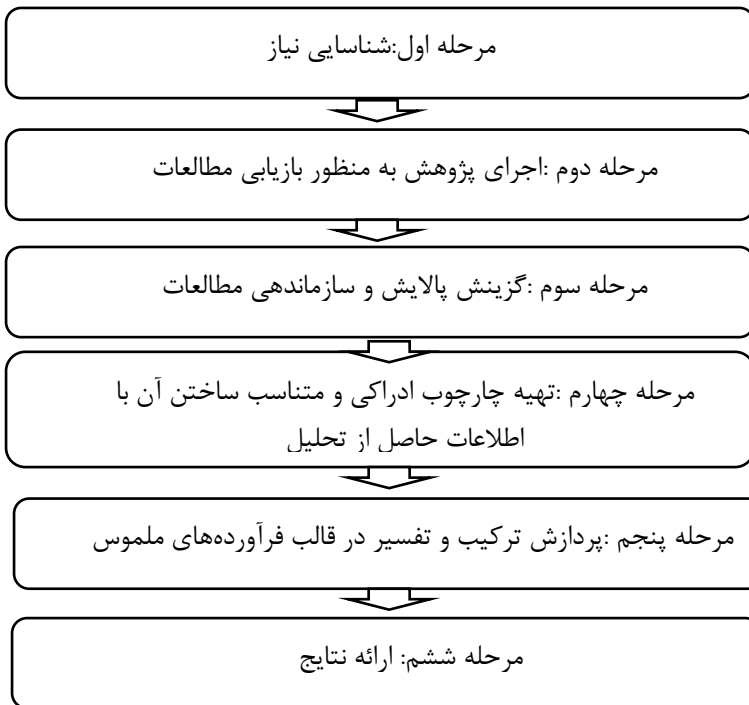 مرحله اول:شناسایی نیاز
مرحله دوم :اجرای پژوهش به منظور بازیابی مطالعات
مرحله سوم :گزینش پالایش و سازماندهی مطالعات
مرحله چهارم :تهیه چارچوب ادراکی و متناسب ساختن آن با
اطلاعات حاصل از تحلیل
مرحله پنجم :پردازش ترکیب و تفسیر در قالب فرآورده‌های ملموس
مرحله ششم: ارائه نتایج